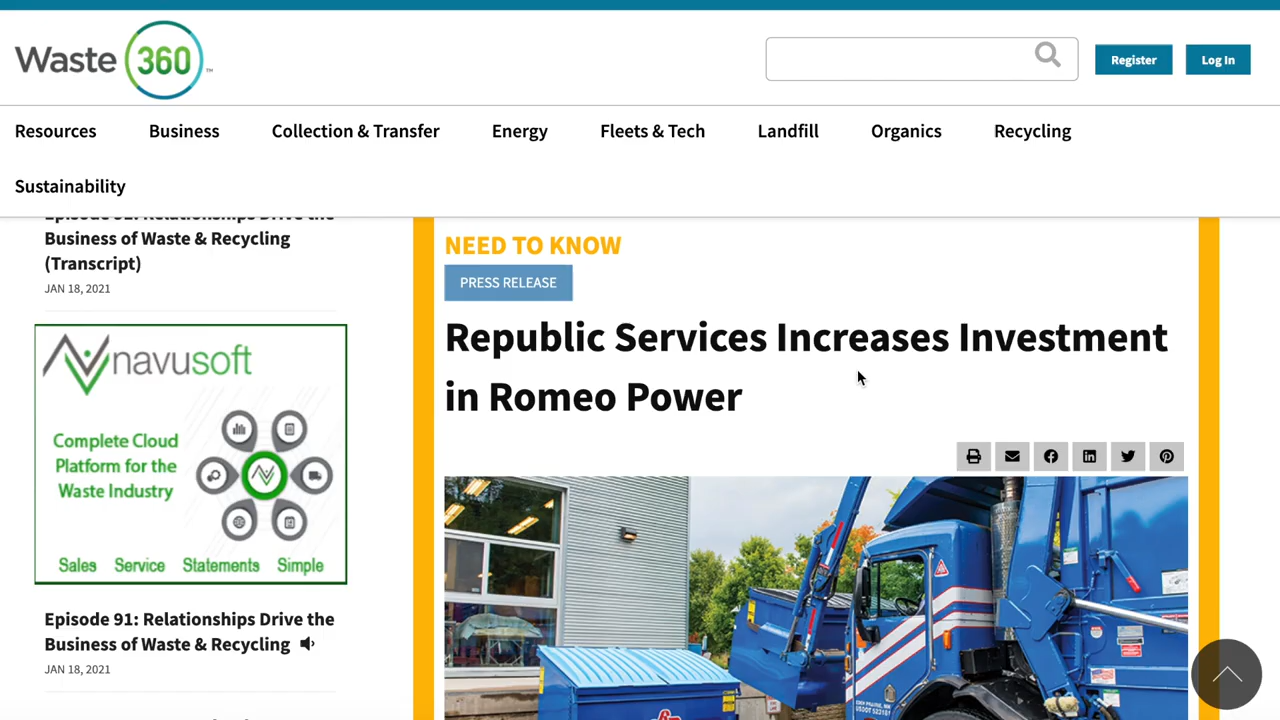 Waste 360™
Register
Log In
Resources
Business
Collection & Transfer
Energy
Fleets & Tech
Landfill
Organics
Recycling
Sustainability
Business of Waste & Recycling
(Transcript)
JAN 18, 2021
navusoft
Complete Cloud
Platform for the
Waste Industry
Sales Service Statements Simple
Episode 91: Relationships Drive the
Business of Waste & Recycling
JAN 18, 2021
NEED TO KNOW
PRESS RELEASE
Republic Services Increases Investment
in Romeo Power